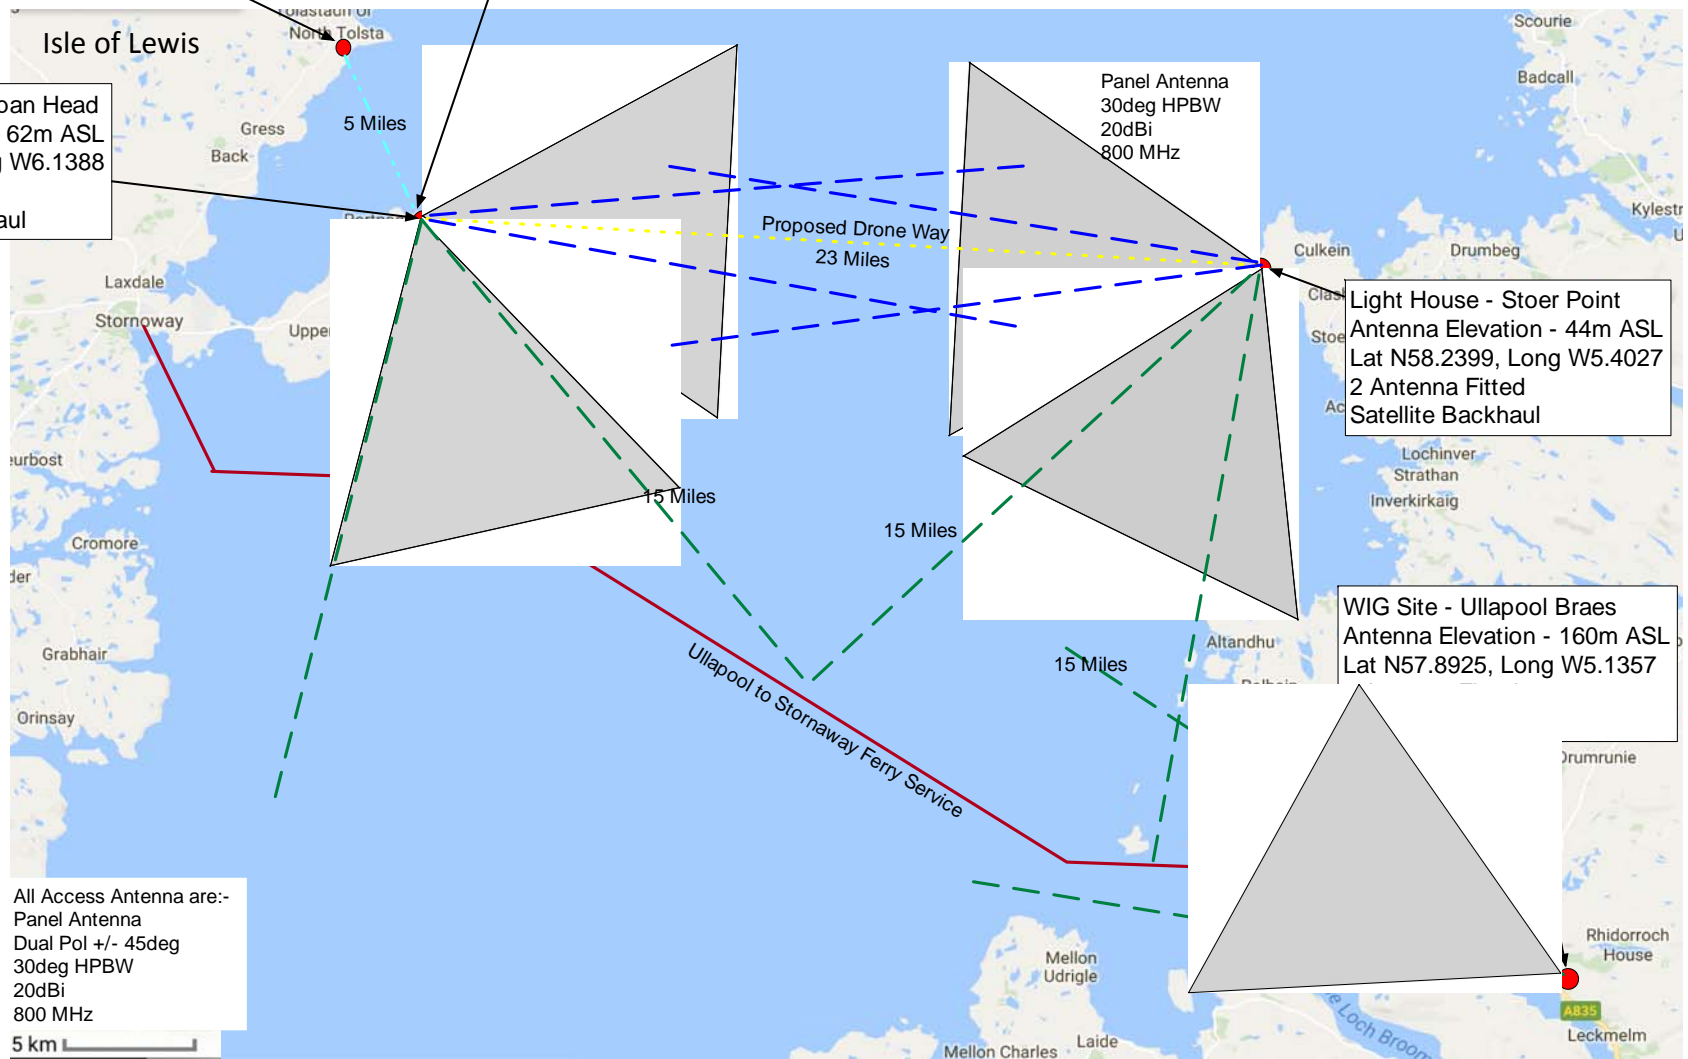 North Tolsta
Isle of Lewis
Scourie
Badcall
Panel Antenna
30deg HPBW
20dBi
800 MHz
Head
62m ASL
W6.1388
5 Miles
Gress
Back
Kylest
Proposed Drone Way
23 Miles
Culkein
Drumbeg
Laxdale
Stornoway
Upper
Light House - Stoer Point
Antenna Elevation - 44m ASL
Lat N58.2399, Long W5.4027
2 Antenna Fitted
Satellite Backhaul
eurbost
Lochinver
Strathan
Inverkirkaig
15 Miles
15 Miles
Cromore
WIG Site - Ullapool Braes
Antenna Elevation - 160m ASL
Lat N57.8925, Long W5.1357
Altandhu
15 Miles
Grabhair
Ullapool to Stornaway Ferry Service
Orinsay
Drumrunie
All Access Antenna are:-
Panel Antenna
Dual Pol +/- 45deg
30deg HPBW
20dBi
800 MHz
Mellon
Udrigle
Rhidorroch
House
Loch Broom
A835
Leckmelm
5 km
Mellon Charles
Laide